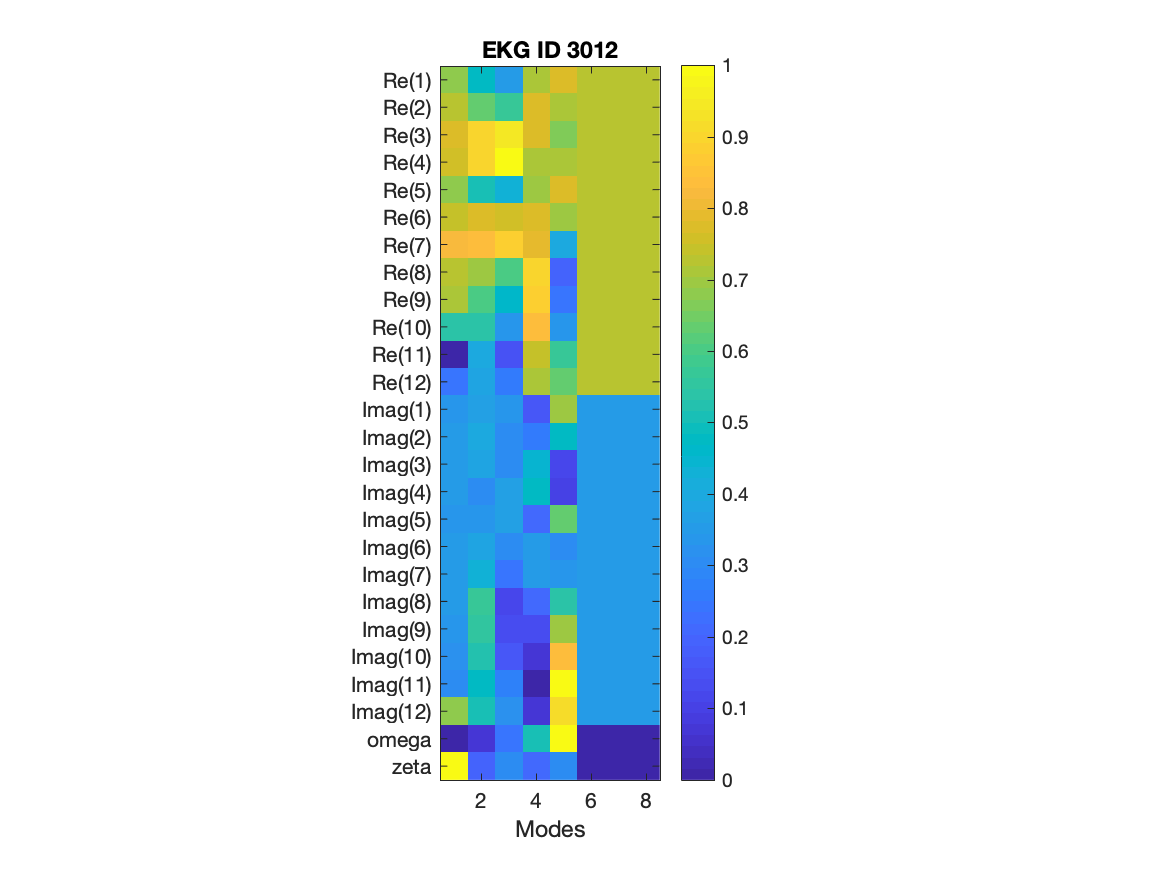 EKG ID 3012
Re(1)
Re(2)
Re(3)
Re(4)
Re(5)
Re(6)
Re(7)
Re(8)
Re(9)
Re(10)
Re(11)
Re(12)
Imag(1)
Imag(2)
Imag(3)
Imag(4)
Imag(5)
Imag(6)
Imag(7)
Imag(8)
Imag(9)
Imag(10)
Imag(11)
Imag(12)
omega
zeta
2 4 6 8
Modes
1
0.9
0.8
0.7
0.6
0.5
0.4
0.3
0.2
0.1
0